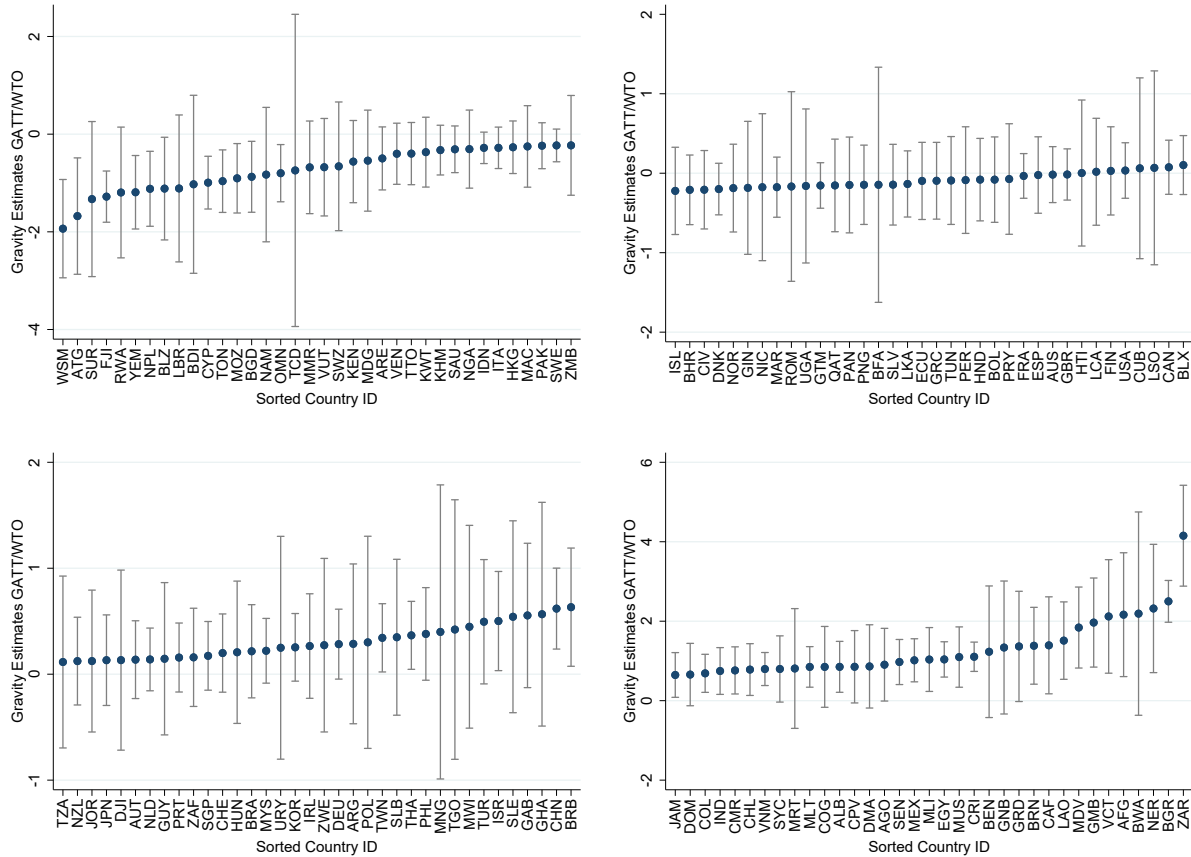 Gravity Estimates GATT/WTO
2
0
-2
-4
WSM ATG SUR FJI RWA YEM NPL BLZ LBR BDI CYP TON MOZ BGD NAM OMN TCD MMR VUT SWZ KEN MDG ARE VEN TTO KWT KHM SAU NGA IDN ITA HKG MAC PAK SWE ZMB
Sorted Country ID
Gravity Estimates GATT/WTO
2
1
0
-1
-2
ISL BHR CIV DNK NOR GIN NIC MAR ROM UGA GTM QAT PAN PNG BFA SLV LKA ECU GRC TUN PER HND BOL PRY FRA ESP AUS GBR HTI LCA FIN USA CUB LSO CAN BLX
Sorted Country ID
Gravity Estimates GATT/WTO
2
1
0
-1
TZA NZL JOR JPN DJI AUT NLD GUY PRT ZAF SGP CHE HUN BRA MYS URY KOR IRL ZWE DEU ARG POL TWN SLB THA PHL MNG TGO MWI TUR ISR SLE GAB GHA CHN BRB
Sorted Country ID
Gravity Estimates GATT/WTO
6
4
2
0
-2
JAM DOM COL IND CMR CHL VNM SYC MRT MLT COG ALB CPV DMA AGO SEN MEX MLI EGY MUS CRI BEN GNB GRD BRN CAF LAO MDV GMB VCT AFG BWA NER BGR ZAR
Sorted Country ID